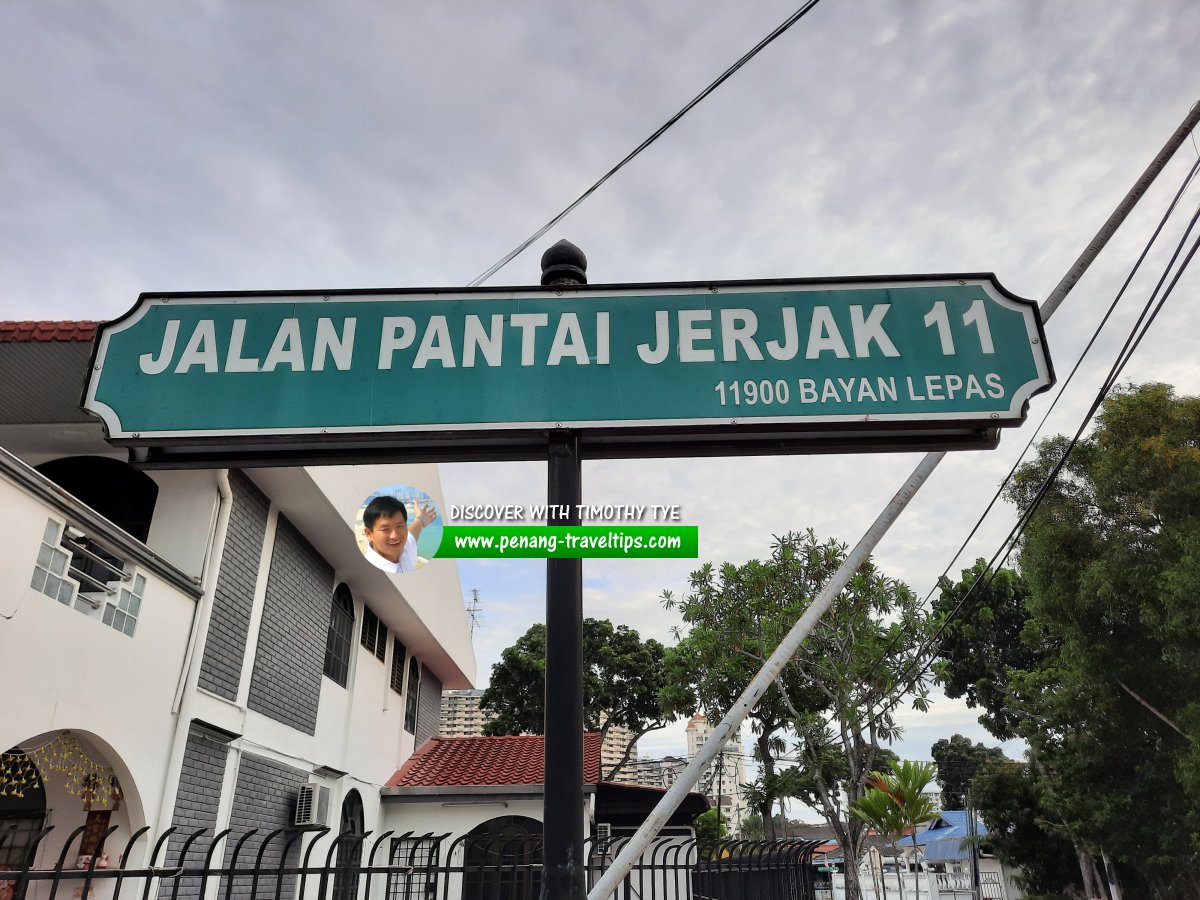 JALAN PANTAI JERJAK 11
11900 BAYAN LEPAS
DISCOVER WITH TIMOTHY TYE
www.penang-traveltips.com